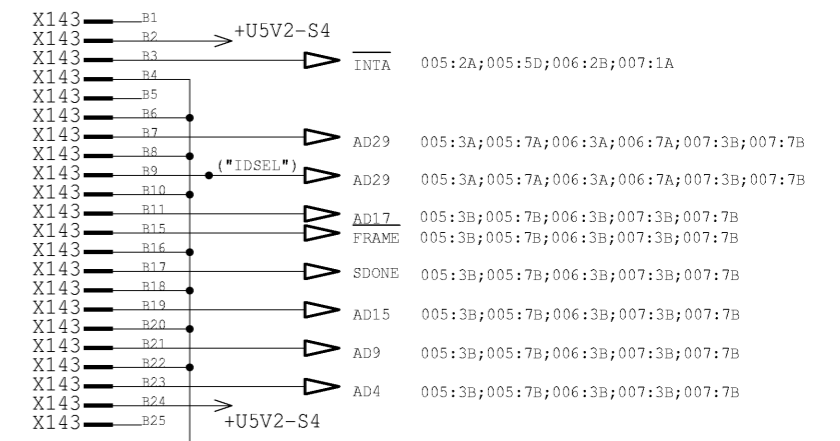 X143 B1
X143 B2 +U5V2-S4
X143 B3 INTA 005:2A;005:5D;006:2B;007:1A
X143 B4
X143 B5
X143 B6
X143 B7 AD29 005:3A;005:7A;006:3A;006:7A;007:3B;007:7B
X143 B8
X143 B9 ("IDSEL") AD29 005:3A;005:7A;006:3A;006:7A;007:3B;007:7B
X143 B10
X143 B11 AD17 005:3B;005:7B;006:3B;007:3B;007:7B
X143 B15 FRAME 005:3B;005:7B;006:3B;007:3B;007:7B
X143 B16
X143 B17 SDONE 005:3B;005:7B;006:3B;007:3B;007:7B
X143 B18
X143 B19 AD15 005:3B;005:7B;006:3B;007:3B;007:7B
X143 B20
X143 B21 AD9 005:3B;005:7B;006:3B;007:3B;007:7B
X143 B22
X143 B23 AD4 005:3B;005:7B;006:3B;007:3B;007:7B
X143 B24 +U5V2-S4
X143 B25